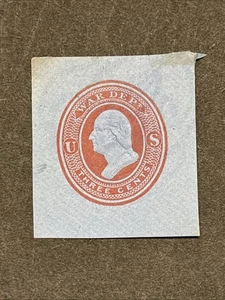 WAR DEPT.
U S
THREE CENTS